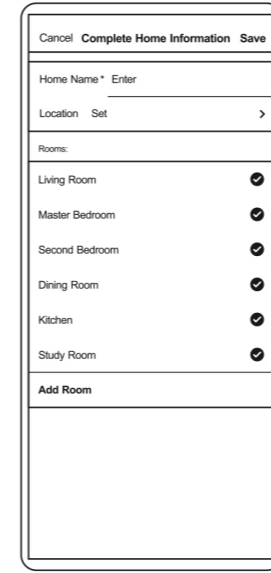 Cancel Complete Home Information Save
Home Name* Enter
Location Set
Rooms:
Living Room
Master Bedroom
Second Bedroom
Dining Room
Kitchen
Study Room
Add Room